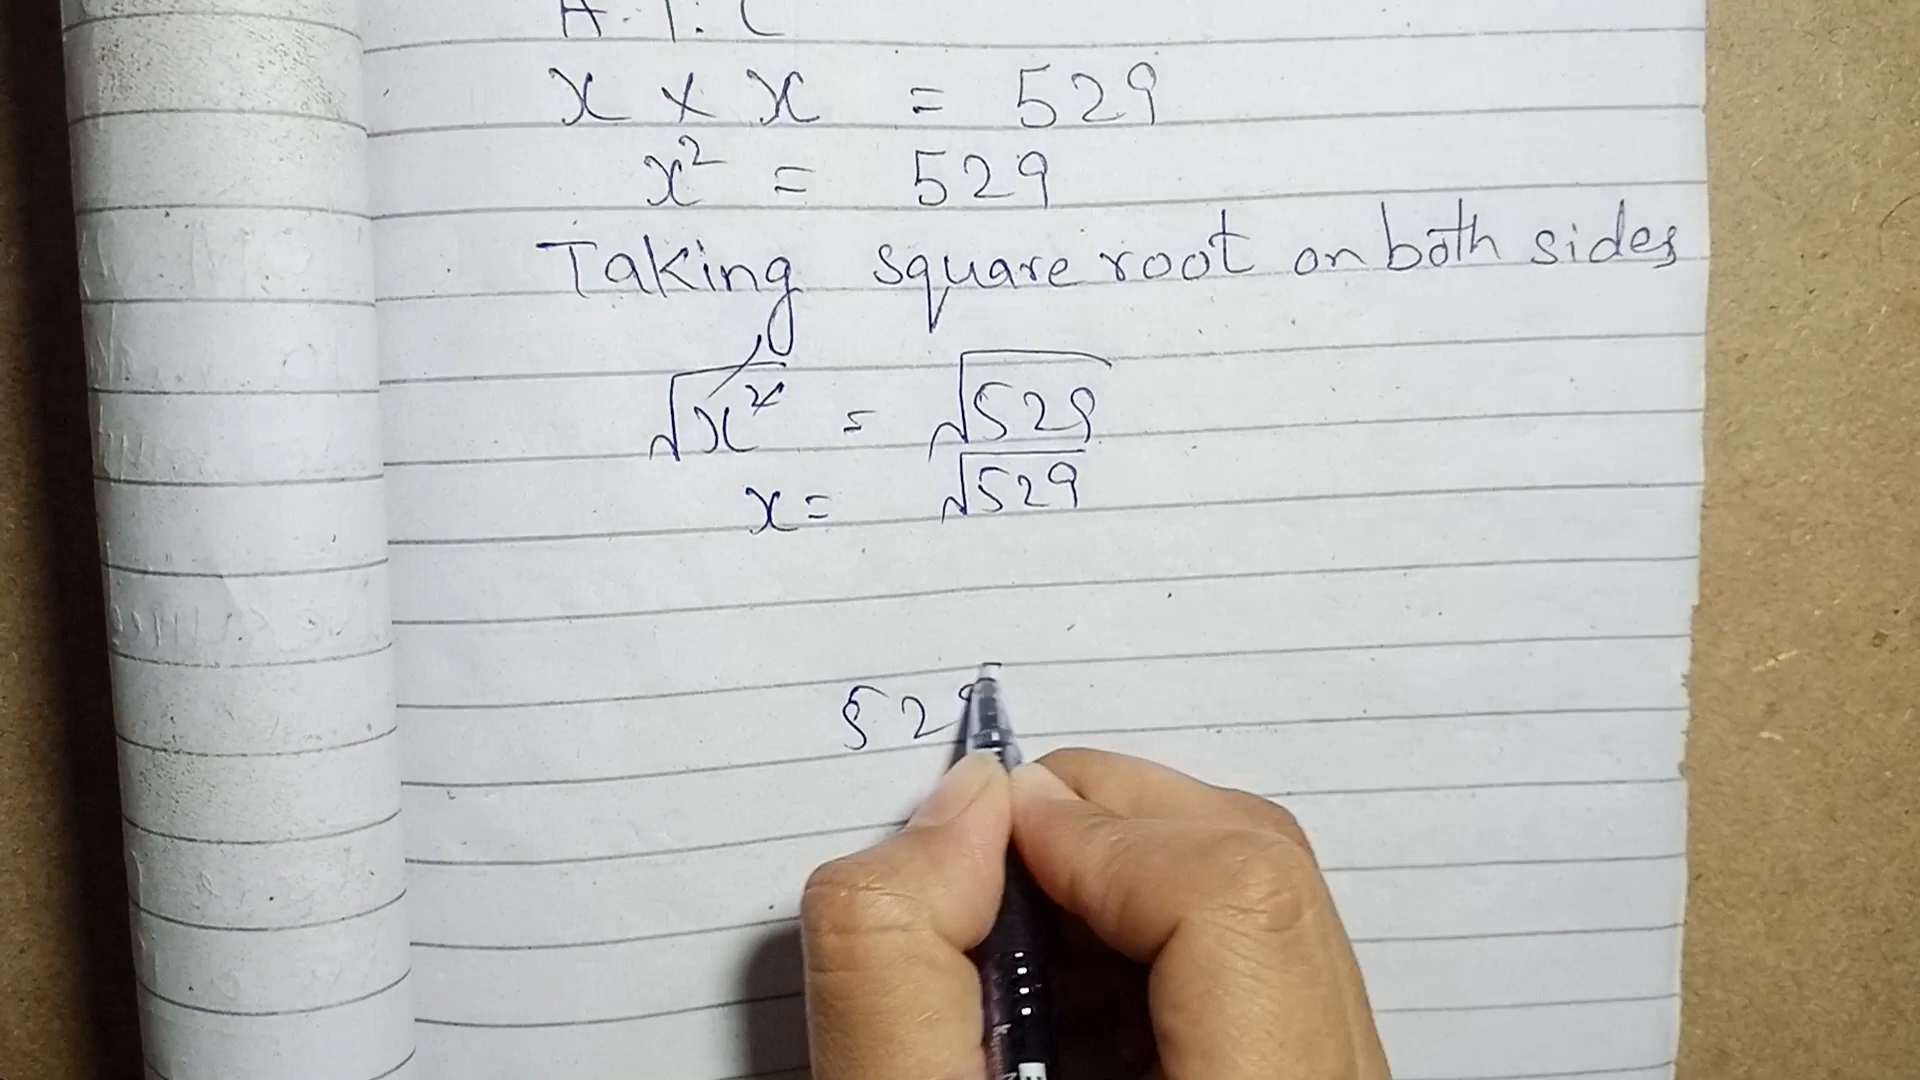 A.T.C
x × x = 529
x² = 529
Taking square root on both sides
√x² = √529
x = √529
529